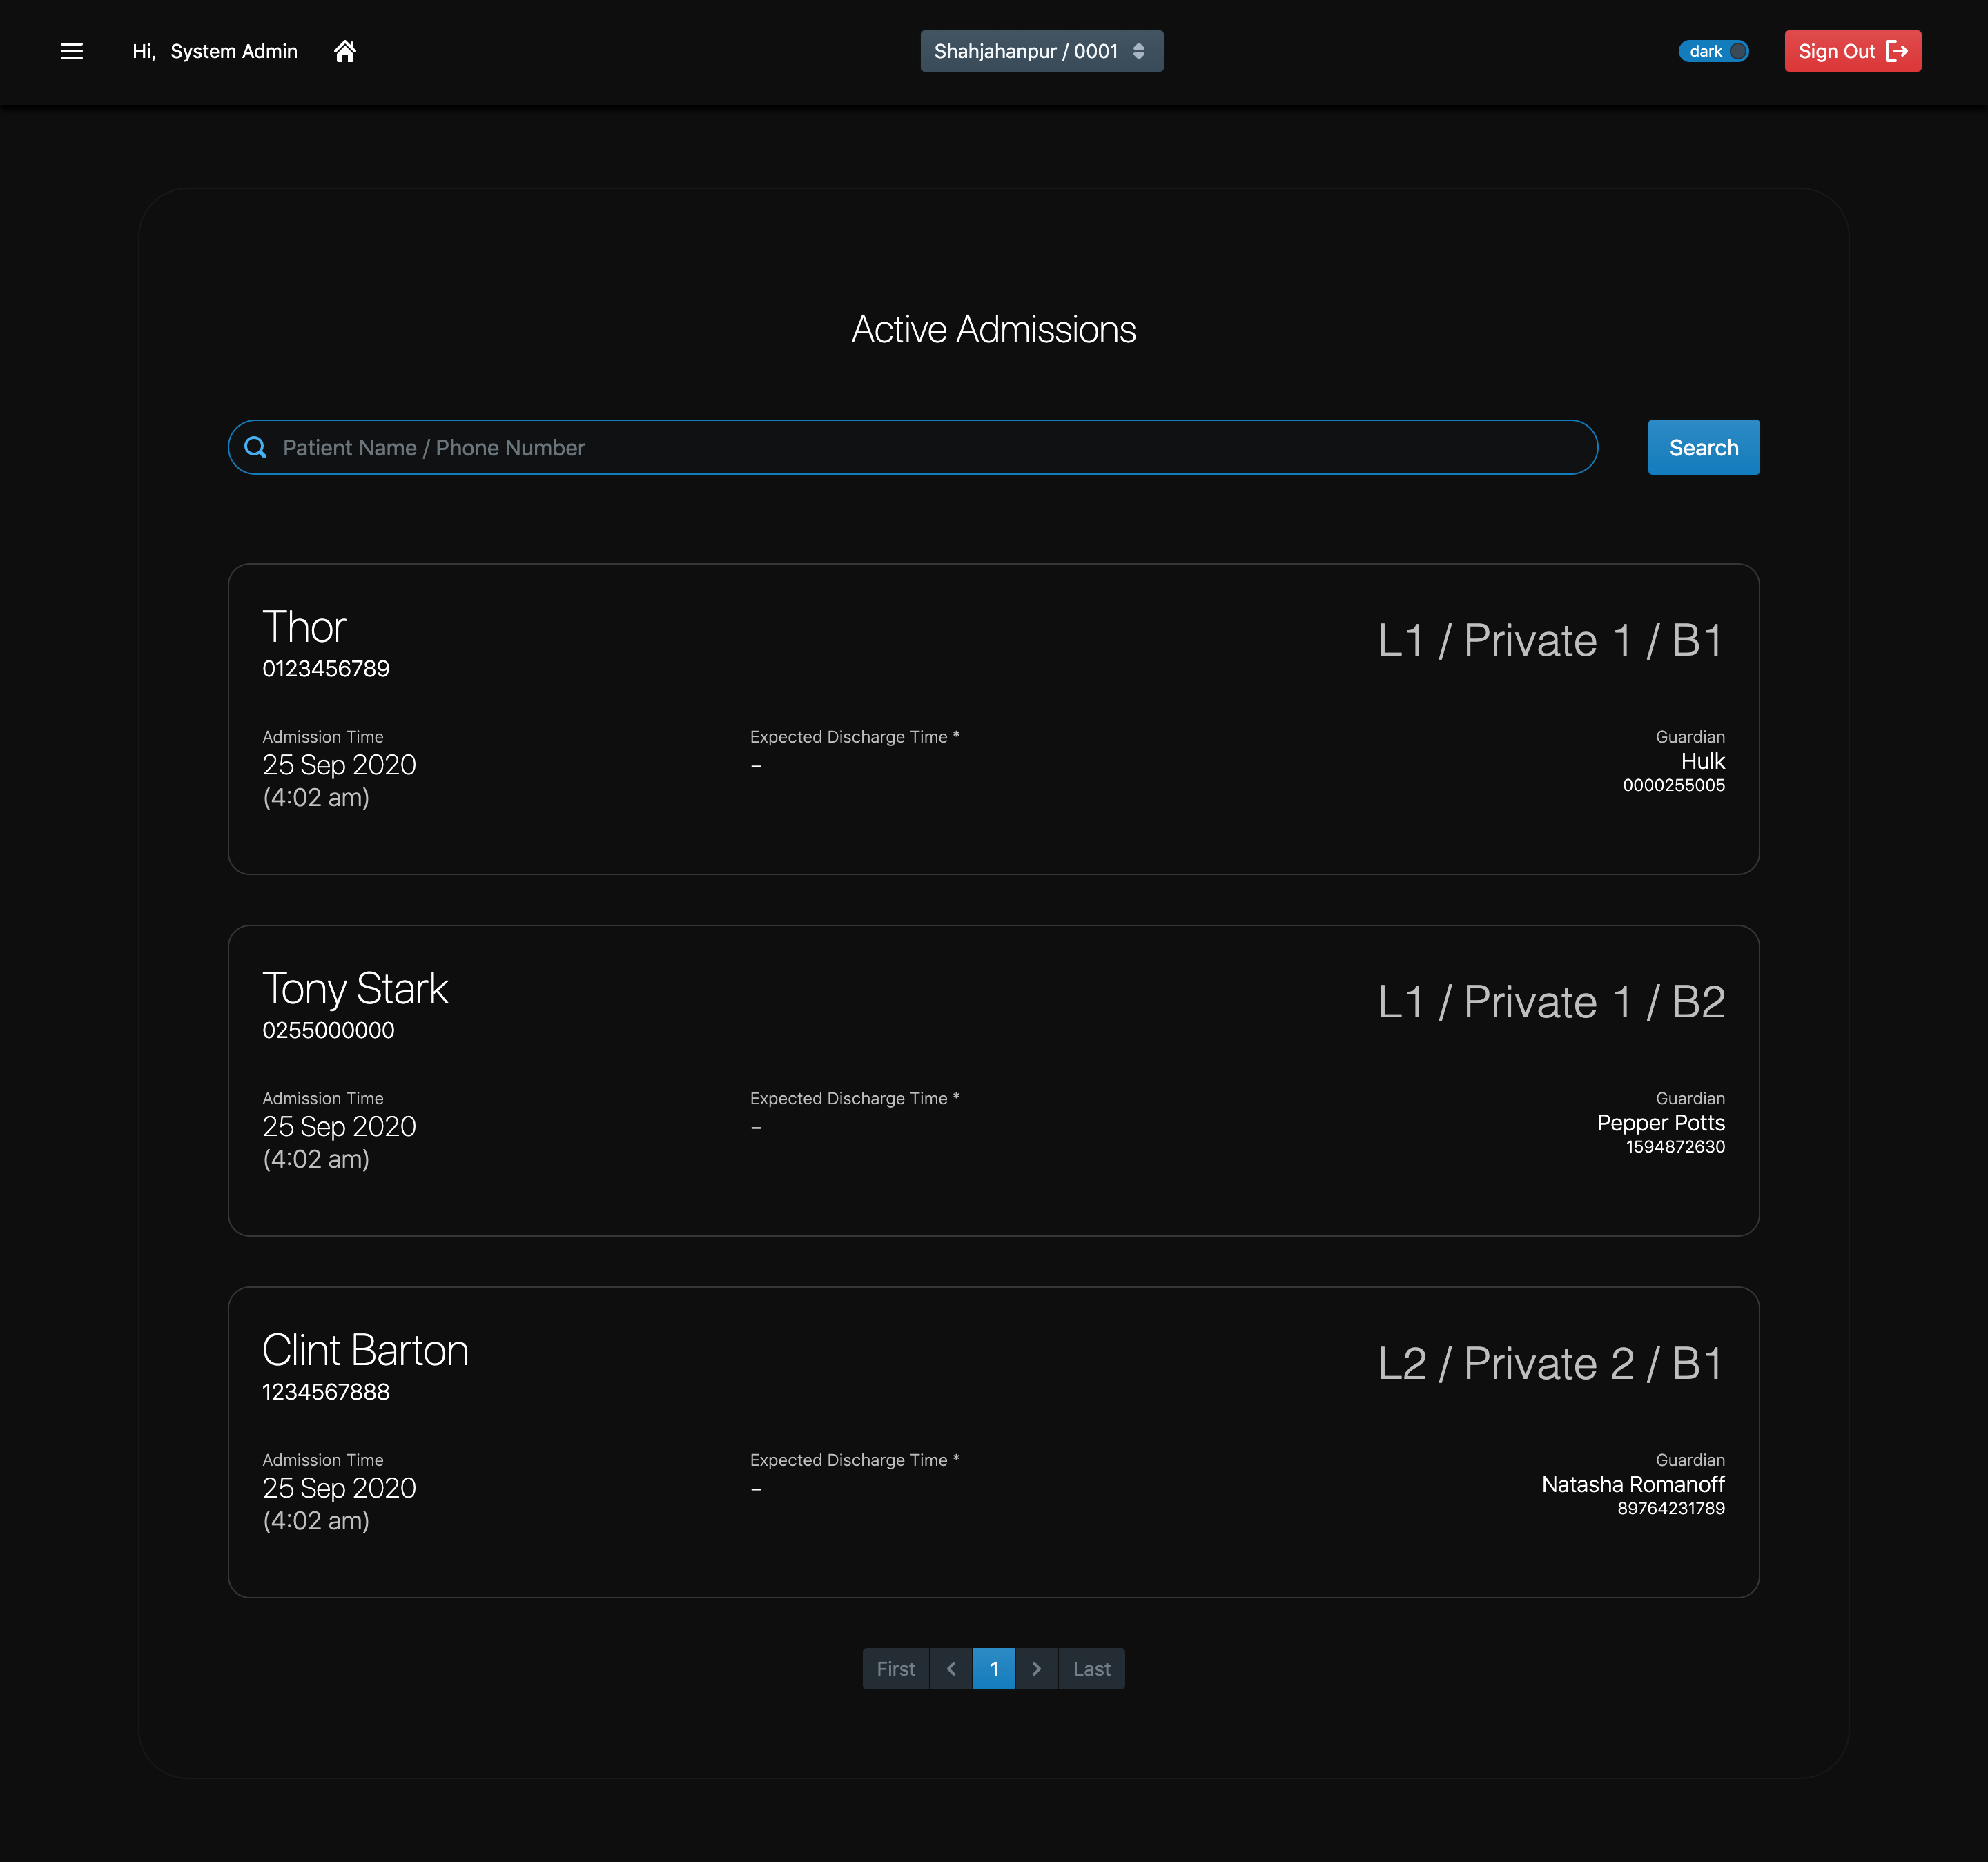 Hi, System Admin
Shahjahanpur / 0001
dark
Sign Out
Active Admissions
Patient Name / Phone Number
Search
Thor
0123456789
L1 / Private 1 / B1
Admission Time
25 Sep 2020
(4:02 am)
Expected Discharge Time *
–
Guardian
Hulk
0000255005
Tony Stark
0255000000
L1 / Private 1 / B2
Admission Time
25 Sep 2020
(4:02 am)
Expected Discharge Time *
–
Guardian
Pepper Potts
1594872630
Clint Barton
1234567888
L2 / Private 2 / B1
Admission Time
25 Sep 2020
(4:02 am)
Expected Discharge Time *
–
Guardian
Natasha Romanoff
89764231789
First 1 Last